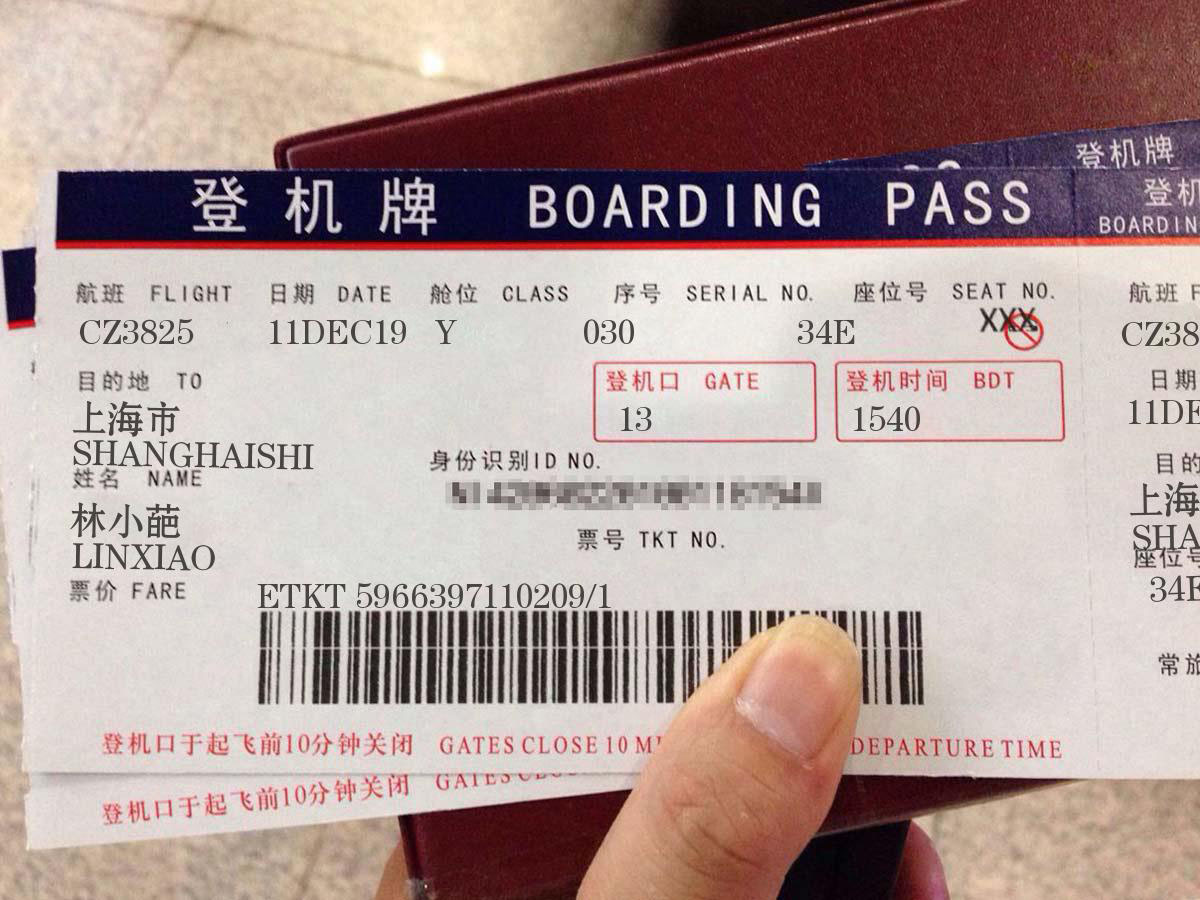 登机牌
登机牌 BOARDING PASS
登机
BOARDING
航班 FLIGHT 日期 DATE 舱位 CLASS 序号 SERIAL NO. 座位号 SEAT NO.
航班 F
CZ3825 11DEC19 Y 030 34E XXX
CZ38
目的地 TO 登机口 GATE 登机时间 BDT
日期
上海市 13 1540
11DE
SHANGHAISHI
身份识别ID NO.
目的
姓名 NAME
上海
林小葩
SHA
LINXIAO
票号 TKT NO.
座位号
票价 FARE
34E
ETKT 5966397110209/1
常旅
登机口于起飞前10分钟关闭 GATES CLOSE 10 DEPARTURE TIME
登机口于起飞前10分钟关闭 GATES